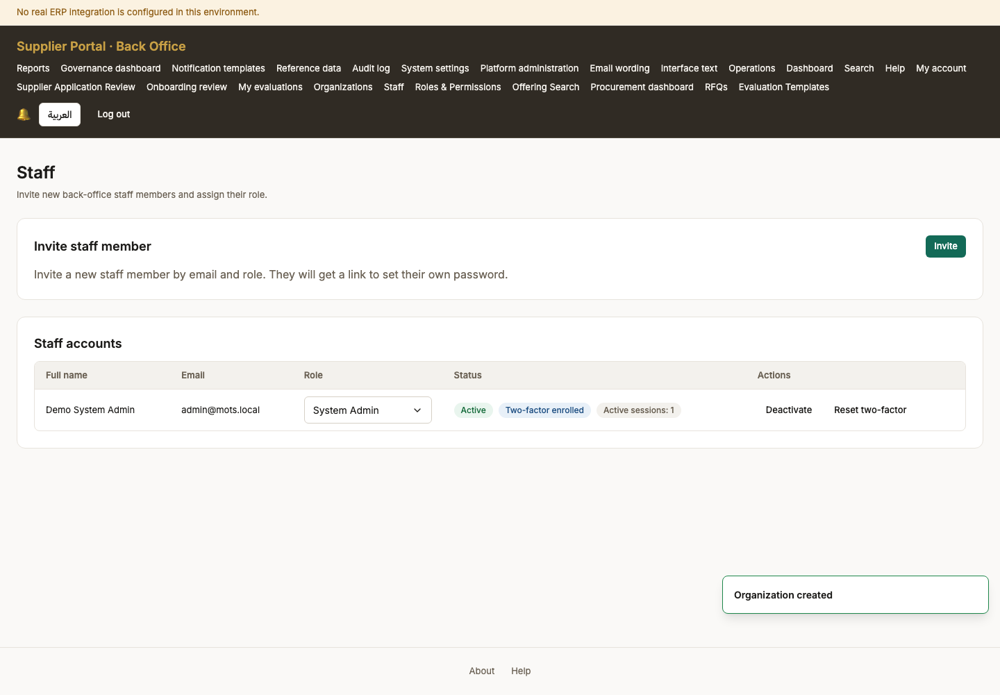 No real ERP integration is configured in this environment.
Supplier Portal · Back Office
Reports Governance dashboard Notification templates Reference data Audit log System settings Platform administration Email wording Interface text Operations Dashboard Search Help My account
Supplier Application Review Onboarding review My evaluations Organizations Staff Roles & Permissions Offering Search Procurement dashboard RFQs Evaluation Templates
العربية Log out
Staff
Invite new back-office staff members and assign their role.
Invite staff member Invite
Invite a new staff member by email and role. They will get a link to set their own password.
Staff accounts
Full name Email Role Status Actions
Demo System Admin admin@mots.local System Admin Active Two-factor enrolled Active sessions: 1 Deactivate Reset two-factor
Organization created
About Help